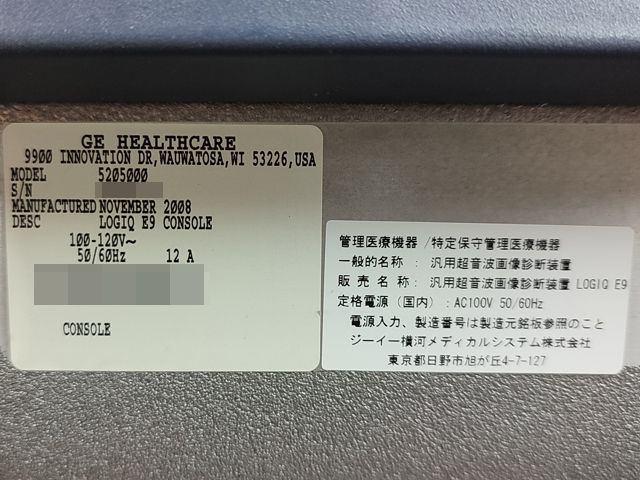 GE HEALTHCARE
9900 INNOVATION DR,WAUWATOSA,WI 53226,USA
MODEL 5205000
S/N
MANUFACTURED NOVEMBER 2008
DESC LOGIQ E9 CONSOLE
100-120V~
50/60Hz 12 A
CONSOLE
管理医療機器 /特定保守管理医療機器
一般的名称 : 汎用超音波画像診断装置
販 売 名 称 : 汎用超音波画像診断装置 LOGIQ E9
定格電源（国内） : AC100V 50/60Hz
電源入力、製造番号は製造元銘板参照のこと
ジーイー横河メディカルシステム株式会社
東京都日野市旭が丘4-7-127